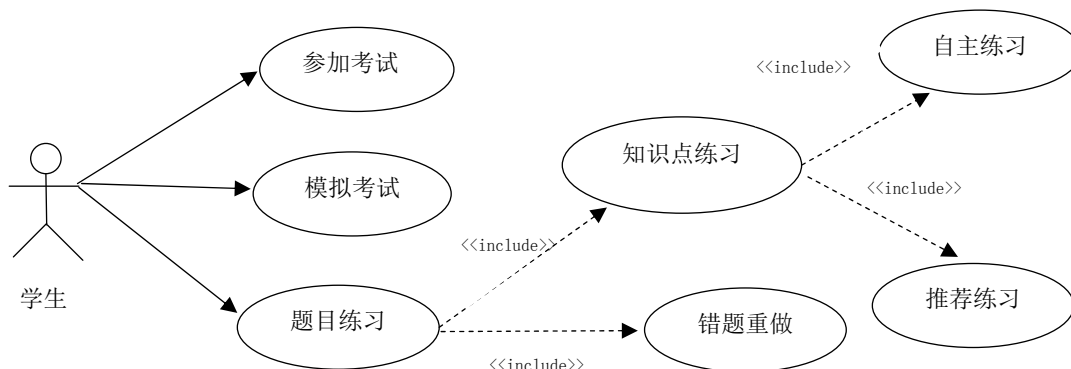 参加考试
自主练习
<<include>>
知识点练习
模拟考试
<<include>>
<<include>>
学生
题目练习
错题重做
推荐练习
<<include>>